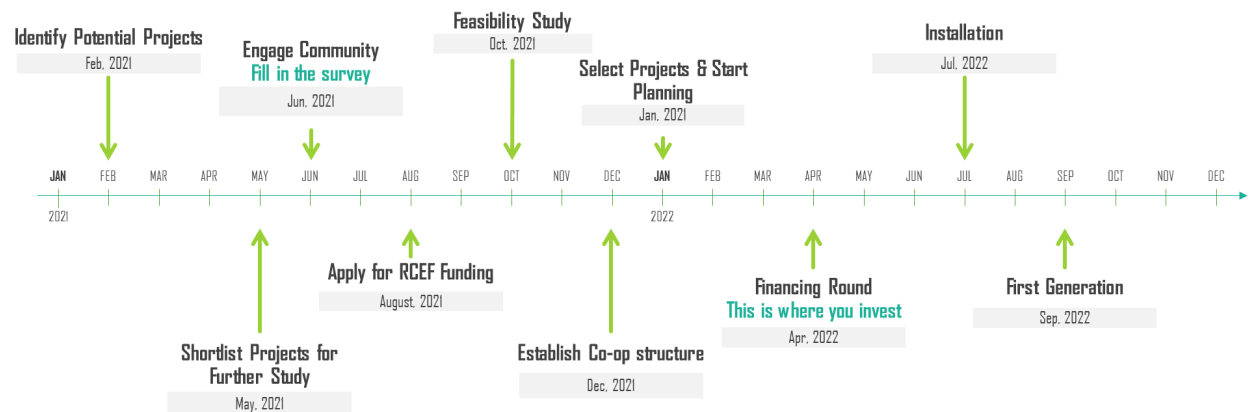 Identify Potential Projects
Feb, 2021
Engage Community
Fill in the survey
Jun, 2021
Feasibility Study
Oct, 2021
Select Projects & Start
Planning
Jan, 2021
Installation
Jul, 2022
JAN FEB MAR APR MAY JUN JUL AUG SEP OCT NOV DEC JAN FEB MAR APR MAY JUN JUL AUG SEP OCT NOV DEC
2021 2022
Shortlist Projects for
Further Study
May, 2021
Apply for RCEF Funding
August, 2021
Establish Co-op structure
Dec, 2021
Financing Round
This is where you invest
Apr, 2022
First Generation
Sep, 2022